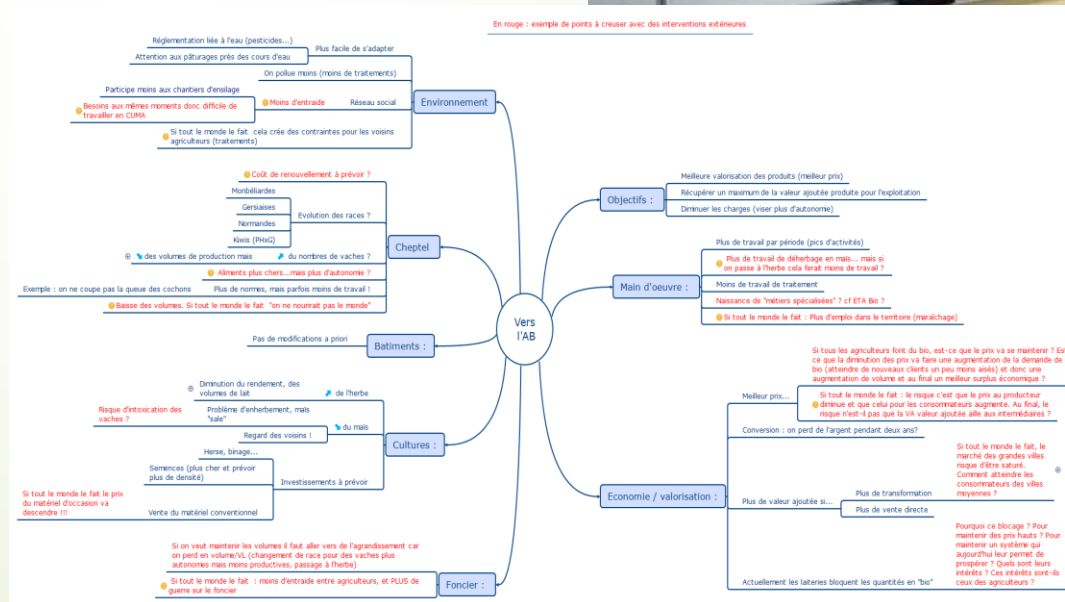 En rouge : exemple de points à creuser avec des interventions extérieures
Réglementation liée à l'eau (pesticides...)
Attention aux pâturages près des cours d'eau
Plus facile de s'adapter
On pollue moins (moins de traitements)
Participe moins aux chantiers d'ensilage
Besoins aux mêmes moments donc difficile de
travailler en CUMA
Moins d'entraide
Réseau social
Si tout le monde le fait cela crée des contraintes pour les voisins
agriculteurs (traitements)
Environnement
Coût de renouvellement à prévoir ?
Monbéliardes
Gersiaises
Normandes
Kiwis (PHxG)
Evolution des races ?
des volumes de production mais
du nombres de vaches ?
Aliments plus chers...mais plus d'autonomie ?
Exemple : on ne coupe pas la queue des cochons
Plus de normes, mais parfois moins de travail !
Baisse des volumes. Si tout le monde le fait "on ne nourirait pas le monde"
Cheptel
Pas de modifications a priori
Batiments :
Diminution du rendement, des
volumes de lait
de l'herbe
Risque d'intoxication des
vaches ?
Problème d'enherbement, maïs
"sale"
Regard des voisins !
du mais
Herse, binage...
Semences (plus cher et prévoir
plus de densité)
Investissements à prévoir
Si tout le monde le fait le prix
du matériel d'occasion va
descendre !!!
Vente du matériel conventionnel
Cultures :
Si on veut maintenir les volumes il faut aller vers de l'agrandissement car
on perd en volume/VL (changement de race pour des vaches plus
autonomes mais moins productives, passage à l'herbe)
Si tout le monde le fait : moins d'entraide entre agriculteurs, et PLUS de
guerre sur le foncier
Foncier :
Vers
l'AB
Objectifs :
Meilleure valorisation des produits (meilleur prix)
Récupérer un maximum de la valeur ajoutée produite pour l'exploitation
Diminuer les charges (viser plus d'autonomie)
Main d'oeuvre :
Plus de travail par période (pics d'activités)
Plus de travail de déherbage en maïs... mais si
on passe à l'herbe cela ferait moins de travail ?
Moins de travail de traitement
Naissance de "métiers spécialisées" ? cf ETA Bio ?
Si tout le monde le fait : Plus d'emploi dans le territoire (maraîchage)
Economie / valorisation :
Meilleur prix...
Si tous les agriculteurs font du bio, est-ce que le prix va se maintenir ? Est
ce que la diminution des prix va faire une augmentation de la demande de
bio (atteindre de nouveaux clients un peu moins aisés) et donc une
augmentation de volume et au final un meilleur surplus économique ?
Si tout le monde le fait : le risque c'est que le prix au producteur
diminue et que celui pour les consommateurs augmente. Au final, le
risque n'est-il pas que la VA valeur ajoutée aille aux intermédiaires ?
Conversion : on perd de l'argent pendant deux ans?
Plus de valeur ajoutée si...
Plus de transformation
Plus de vente directe
Si tout le monde le fait, le
marché des grandes villes
risque d'être saturé.
Comment atteindre les
consommateurs des villes
moyennes ?
Actuellement les laiteries bloquent les quantités en "bio"
Pourquoi ce blocage ? Pour
maintenir des prix hauts ? Pour
maintenir un système qui
aujourd'hui leur permet de
prospérer ? Quels sont leurs
intérêts ? Ces intérêts sont-ils
ceux des agriculteurs ?